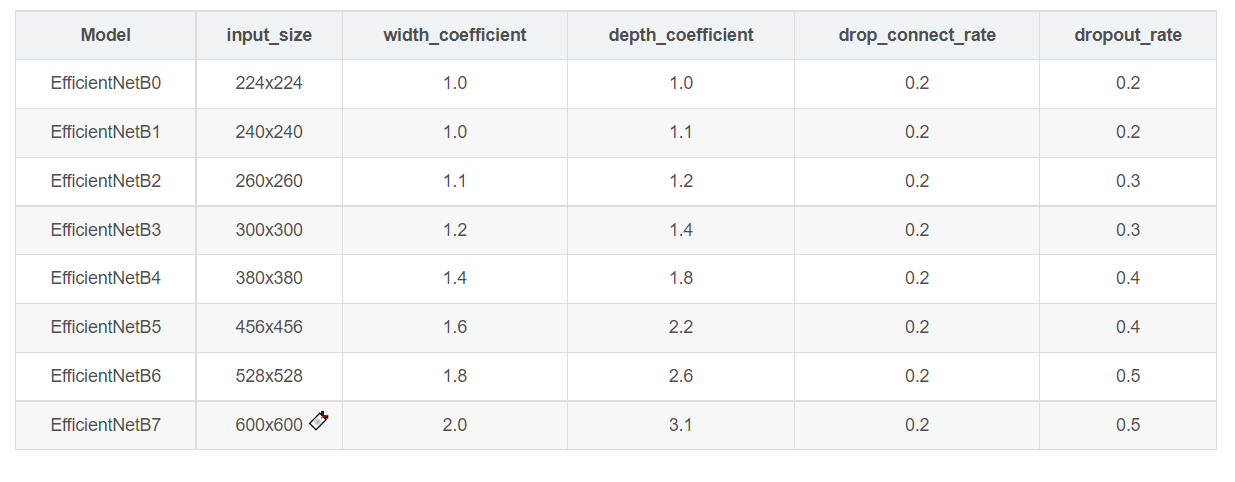 Model input_size width_coefficient depth_coefficient drop_connect_rate dropout_rate
EfficientNetB0 224x224 1.0 1.0 0.2 0.2
EfficientNetB1 240x240 1.0 1.1 0.2 0.2
EfficientNetB2 260x260 1.1 1.2 0.2 0.3
EfficientNetB3 300x300 1.2 1.4 0.2 0.3
EfficientNetB4 380x380 1.4 1.8 0.2 0.4
EfficientNetB5 456x456 1.6 2.2 0.2 0.4
EfficientNetB6 528x528 1.8 2.6 0.2 0.5
EfficientNetB7 600x600 2.0 3.1 0.2 0.5